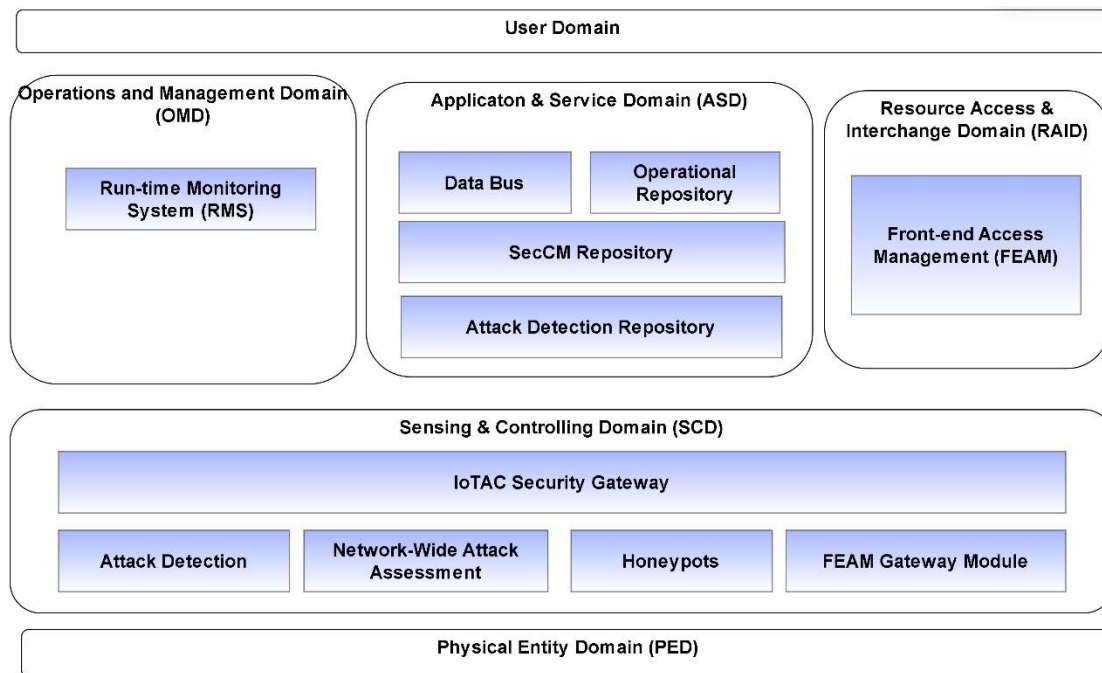 User Domain
Operations and Management Domain
(OMD)
Run-time Monitoring
System (RMS)
Applicaton & Service Domain (ASD)
Data Bus
Operational
Repository
SecCM Repository
Attack Detection Repository
Resource Access &
Interchange Domain (RAID)
Front-end Access
Management (FEAM)
Sensing & Controlling Domain (SCD)
IoTAC Security Gateway
Attack Detection
Network-Wide Attack
Assessment
Honeypots
FEAM Gateway Module
Physical Entity Domain (PED)